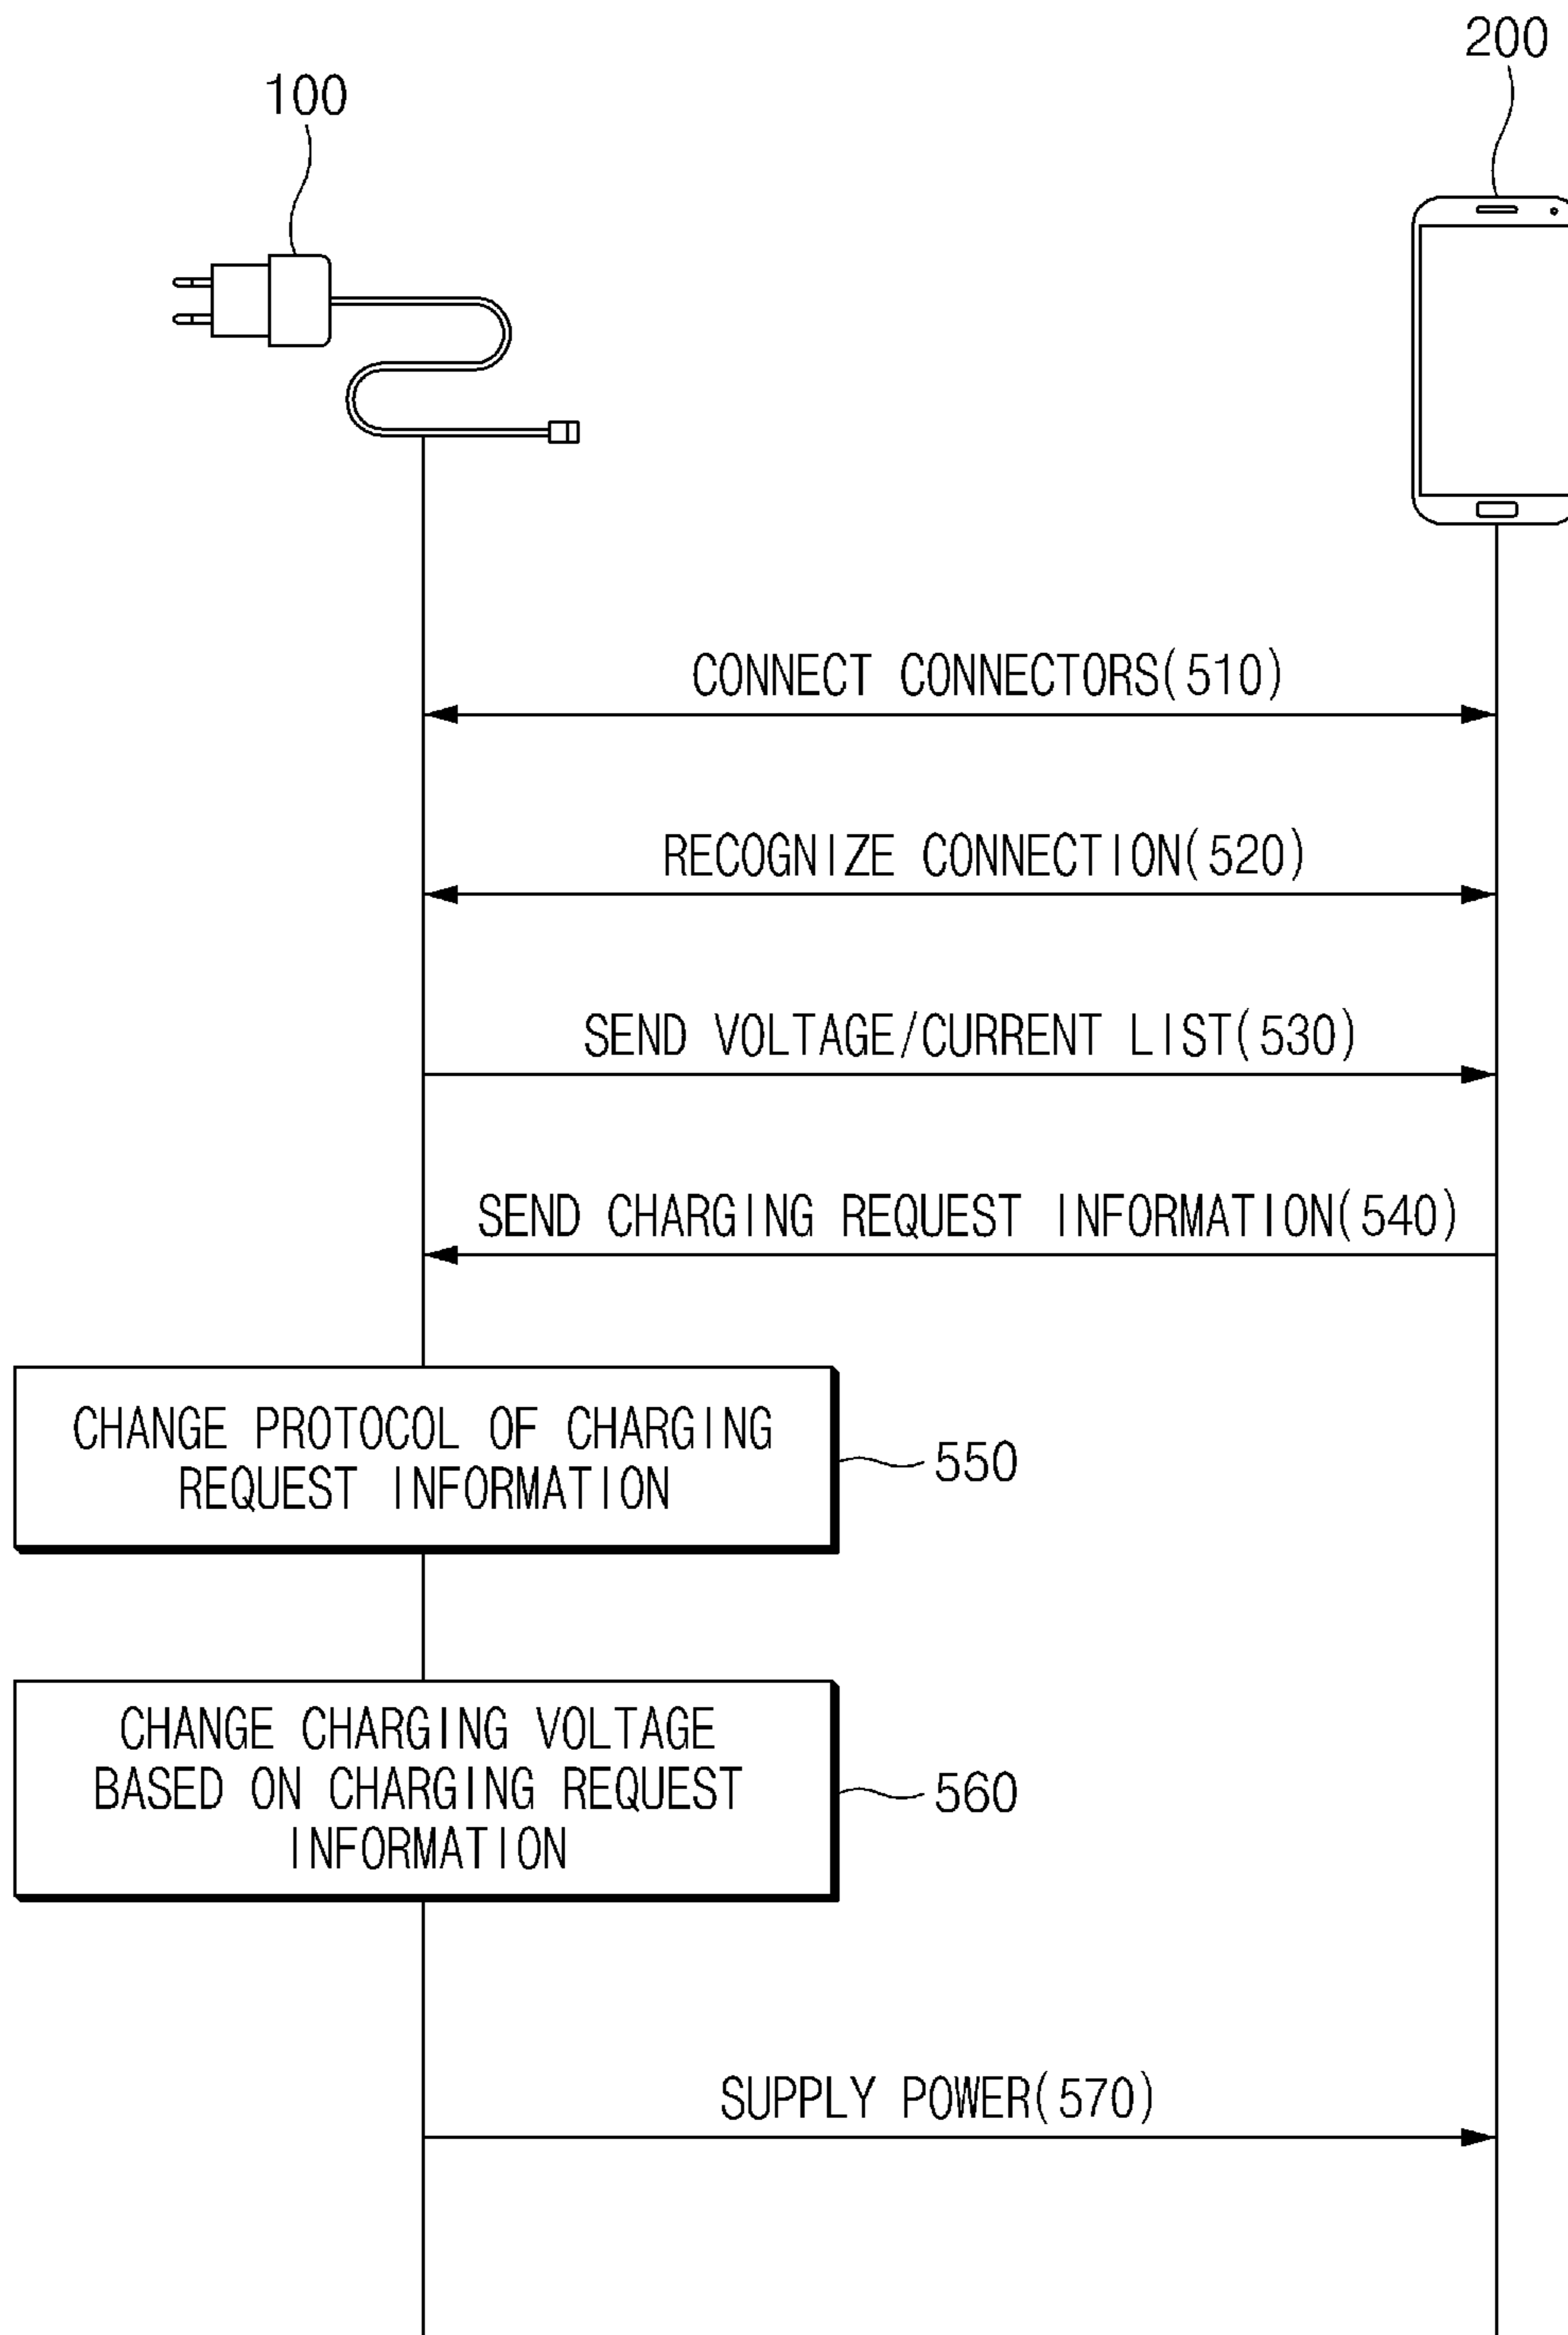 200
100
CONNECT CONNECTORS(510)
RECOGNIZE CONNECTION(520)
SEND VOLTAGE/CURRENT LIST(530)
SEND CHARGING REQUEST INFORMATION(540)
CHANGE PROTOCOL OF CHARGING
REQUEST INFORMATION
550
CHANGE CHARGING VOLTAGE
BASED ON CHARGING REQUEST
INFORMATION
560
SUPPLY POWER(570)